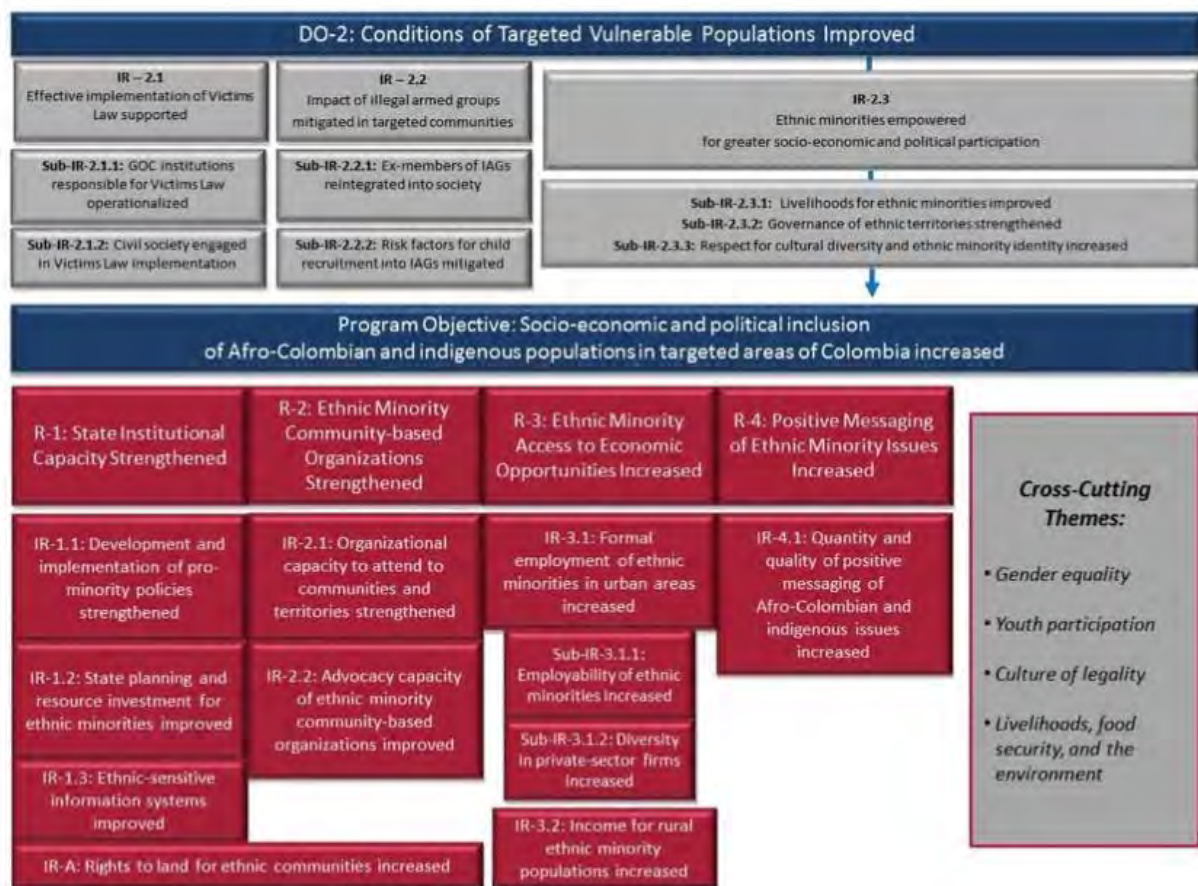 DO-2: Conditions of Targeted Vulnerable Populations Improved
IR – 2.1
Effective implementation of Victims
Law supported
IR – 2.2
Impact of illegal armed groups
mitigated in targeted communities
IR-2.3
Ethnic minorities empowered
for greater socio-economic and political participation
Sub-IR-2.1.1: GOC institutions
responsible for Victims Law
operationalized
Sub-IR-2.2.1: Ex-members of IAGs
reintegrated into society
Sub-IR-2.3.1: Livelihoods for ethnic minorities improved
Sub-IR-2.3.2: Governance of ethnic territories strengthened
Sub-IR-2.3.3: Respect for cultural diversity and ethnic minority identity increased
Sub-IR-2.1.2: Civil society engaged
in Victims Law implementation
Sub-IR-2.2.2: Risk factors for child
recruitment into IAGs mitigated
Program Objective: Socio-economic and political inclusion
of Afro-Colombian and indigenous populations in targeted areas of Colombia increased
R-1: State Institutional
Capacity Strengthened
R-2: Ethnic Minority
Community-based
Organizations
Strengthened
R-3: Ethnic Minority
Access to Economic
Opportunities Increased
R-4: Positive Messaging
of Ethnic Minority Issues
Increased
IR-1.1: Development and
implementation of pro-
minority policies
strengthened
IR-1.2: State planning and
resource investment for
ethnic minorities improved
IR-1.3: Ethnic-sensitive
information systems
improved
IR-2.1: Organizational
capacity to attend to
communities and
territories strengthened
IR-2.2: Advocacy capacity
of ethnic minority
community-based
organizations improved
IR-A: Rights to land for ethnic communities increased
IR-3.1: Formal
employment of ethnic
minorities in urban areas
increased
Sub-IR-3.1.1:
Employability of ethnic
minorities increased
Sub-IR-3.1.2: Diversity
in private-sector firms
increased
IR-3.2: Income for rural
ethnic minority
populations increased
IR-4.1: Quantity and
quality of positive
messaging of
Afro-Colombian and
indigenous issues
increased
Cross-Cutting
Themes:
• Gender equality
• Youth participation
• Culture of legality
• Livelihoods, food
security, and the
environment